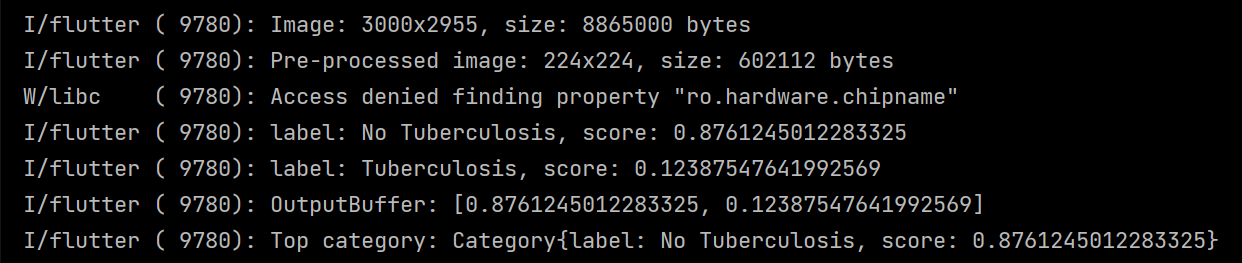 I/flutter ( 9780): Image: 3000x2955, size: 8865000 bytes
I/flutter ( 9780): Pre-processed image: 224x224, size: 602112 bytes
W/libc    ( 9780): Access denied finding property "ro.hardware.chipname"
I/flutter ( 9780): label: No Tuberculosis, score: 0.8761245012283325
I/flutter ( 9780): label: Tuberculosis, score: 0.12387547641992569
I/flutter ( 9780): OutputBuffer: [0.8761245012283325, 0.12387547641992569]
I/flutter ( 9780): Top category: Category{label: No Tuberculosis, score: 0.8761245012283325}